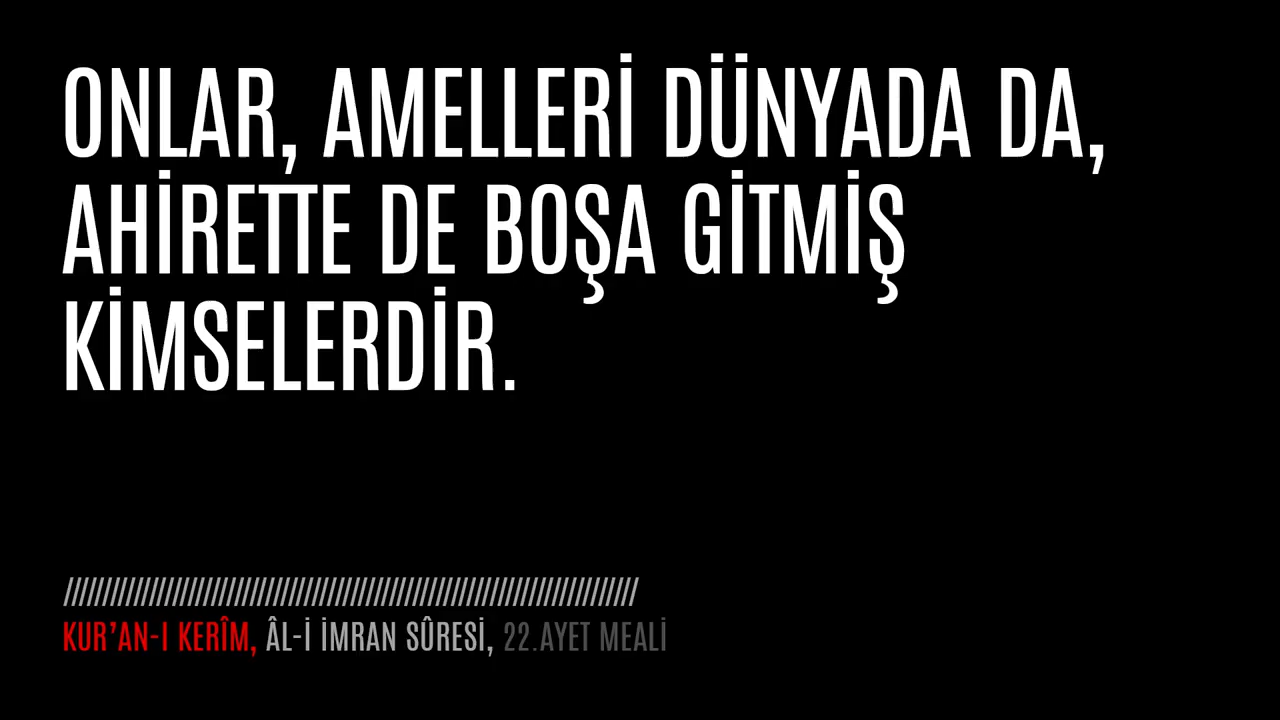 ONLAR, AMELLERİ DÜNYADA DA,
AHİRETTE DE BOŞA GİTMİŞ
KİMSELERDİR.
////////////////////////////////////////////////////////////////////////
KUR'AN-I KERÎM, ÂL-İ İMRAN SÛRESİ, 22.AYET MEALİ